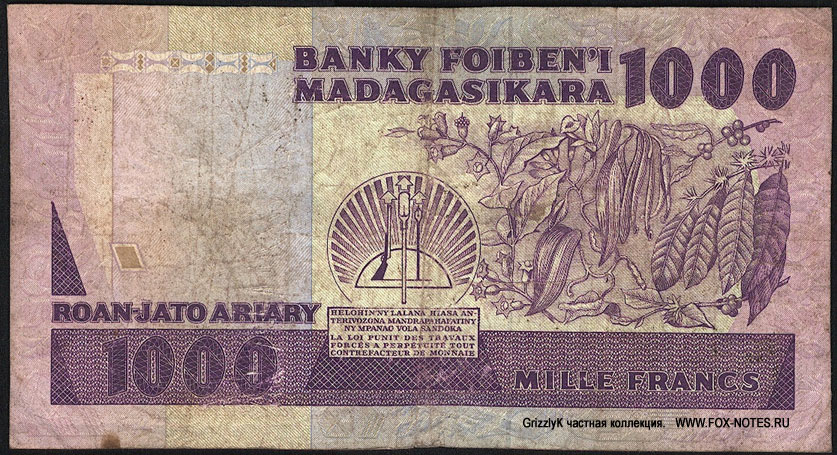 BANKY FOIBEN'I
MADAGASIKARA 1000
ROAN-JATO ARIARY
HELOHIN'NY LALANA HIASA AN-
TERIVOZONA MANDRAPAHAFATINY
NY MPANAO VOLA SANDOKA
LA LOI PUNIT DES TRAVAUX
FORCÉS A PERPÉTUITÉ TOUT
CONTREFACTEUR DE MONNAIE
1000
MILLE FRANCS
GrizzlyK частная коллекция. WWW.FOX-NOTES.RU